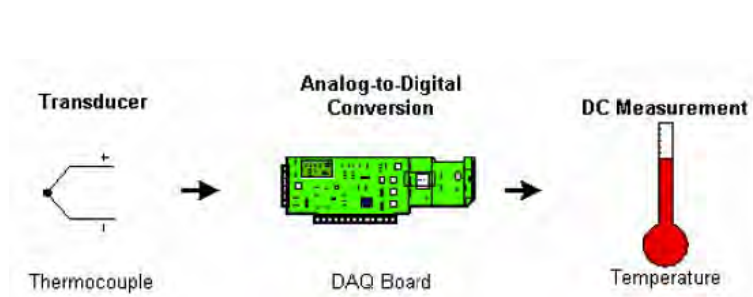 Transducer
Analog-to-Digital
Conversion
DC Measurement
Thermocouple
DAQ Board
Temperature